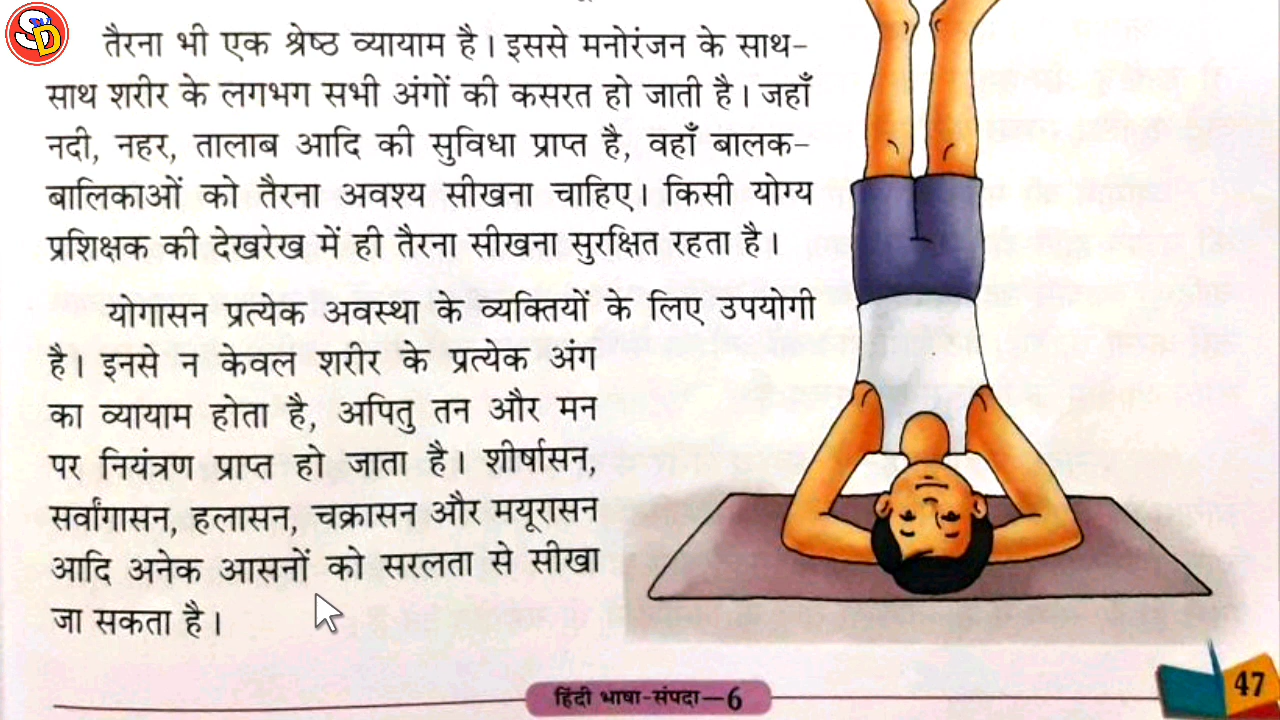 SD
तैरना भी एक श्रेष्ठ व्यायाम है। इससे मनोरंजन के साथ–
साथ शरीर के लगभग सभी अंगों की कसरत हो जाती है। जहाँ
नदी, नहर, तालाब आदि की सुविधा प्राप्त है, वहाँ बालक–
बालिकाओं को तैरना अवश्य सीखना चाहिए। किसी योग्य
प्रशिक्षक की देखरेख में ही तैरना सीखना सुरक्षित रहता है।
योगासन प्रत्येक अवस्था के व्यक्तियों के लिए उपयोगी
है। इनसे न केवल शरीर के प्रत्येक अंग
का व्यायाम होता है, अपितु तन और मन
पर नियंत्रण प्राप्त हो जाता है। शीर्षासन,
सर्वांगासन, हलासन, चक्रासन और मयूरासन
आदि अनेक आसनों को सरलता से सीखा
जा सकता है।
हिंदी भाषा-संपदा—6
47